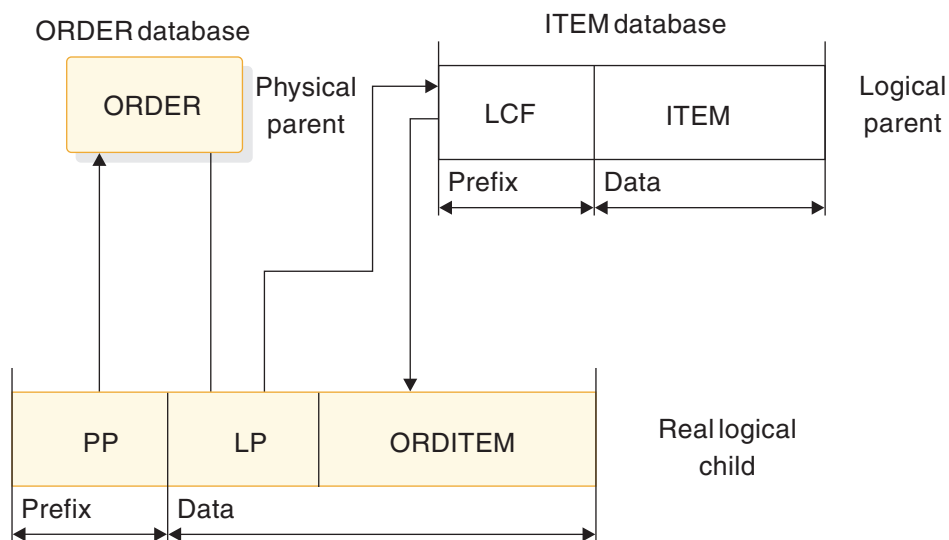 ORDER database
ITEM database
ORDER
Physical
parent
LCF
ITEM
Logical
parent
Prefix
Data
PP
LP
ORDITEM
Real logical
child
Prefix
Data